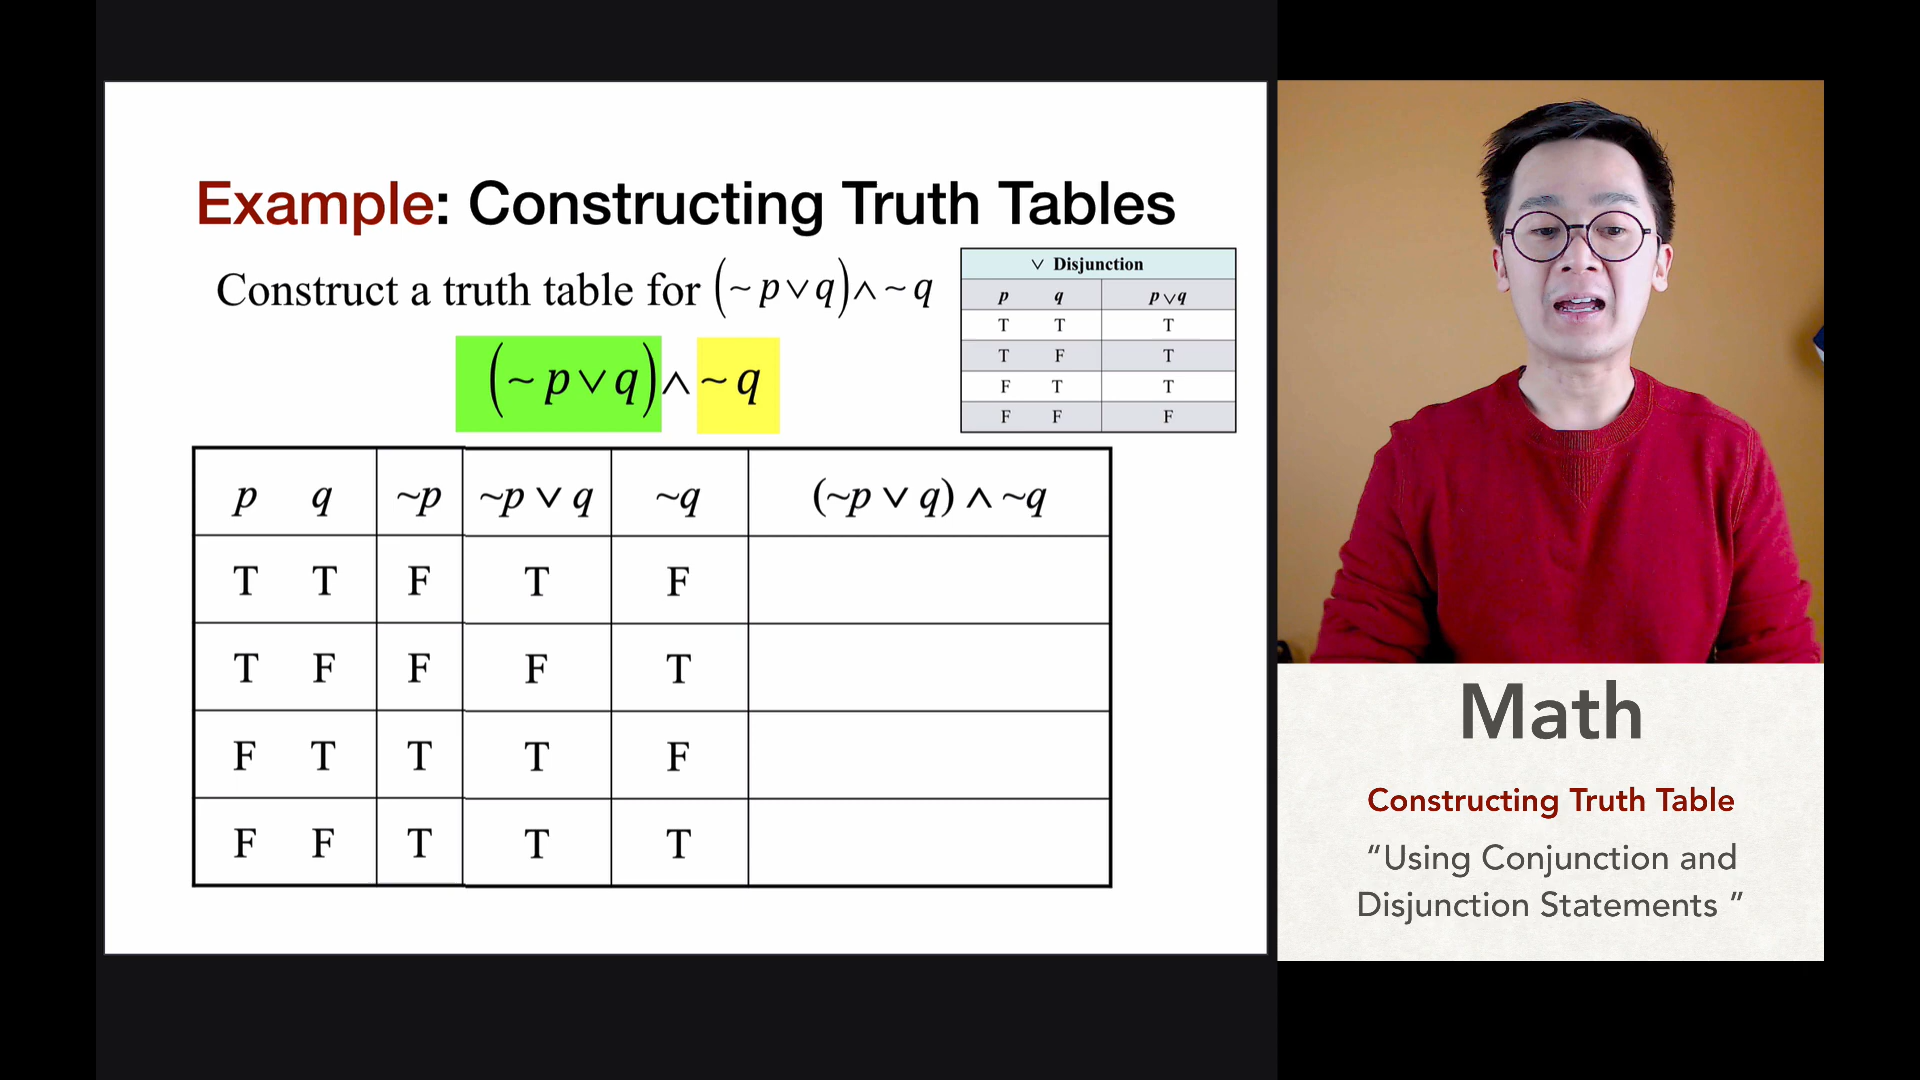 Example: Constructing Truth Tables
Construct a truth table for (~ p ∨ q) ∧ ~ q
(~ p ∨ q) ∧ ~ q
∨ Disjunction
p q p ∨ q
T T T
T F T
F T T
F F F
p q ~p ~p ∨ q ~q (~p ∨ q) ∧ ~q
T T F T F
T F F F T
F T T T F
F F T T T
Math
Constructing Truth Table
“Using Conjunction and
Disjunction Statements ”